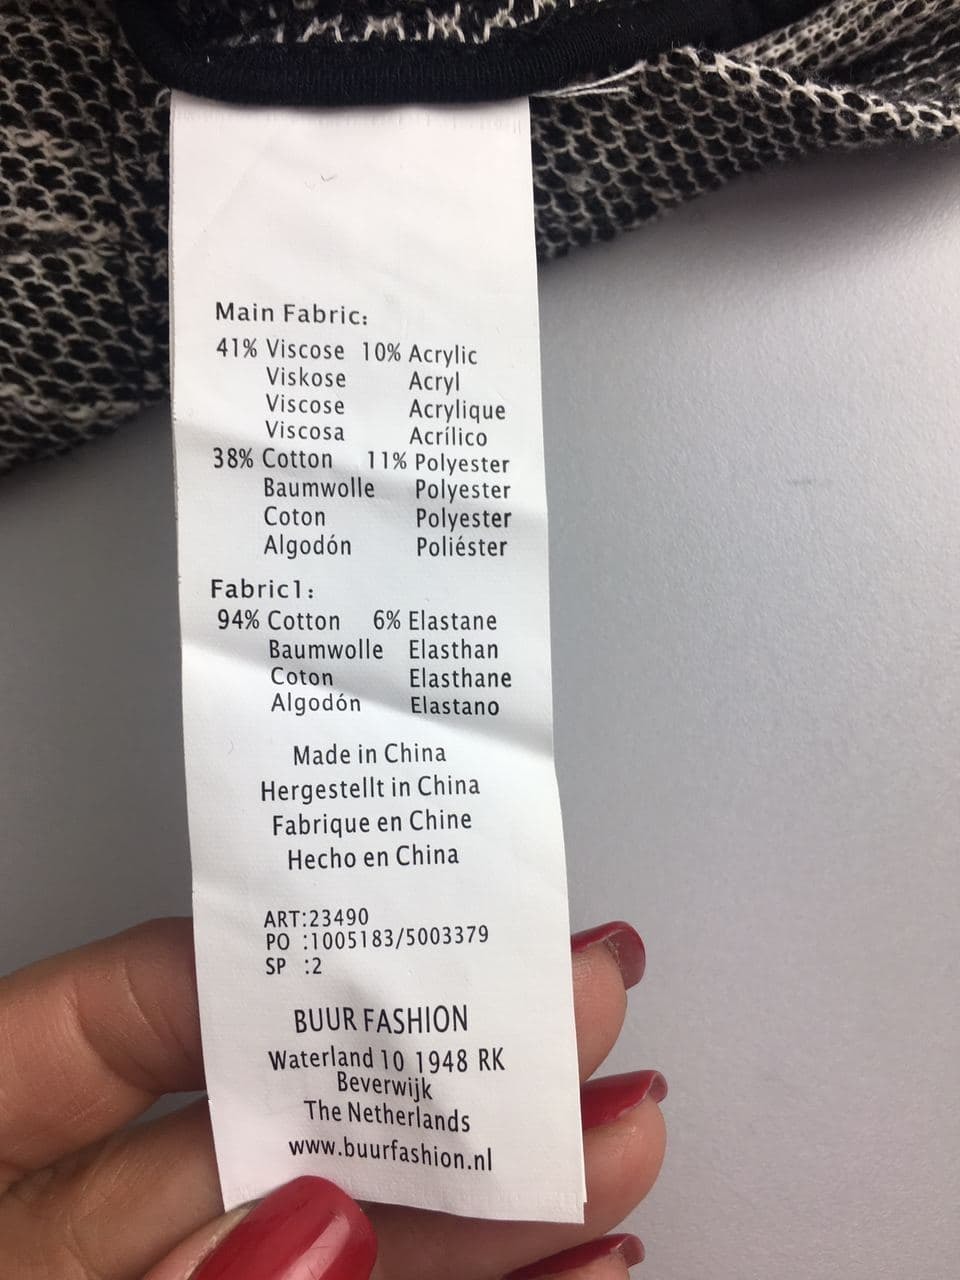 Main Fabric:
41% Viscose 10% Acrylic
Viskose Acryl
Viscose Acrylique
Viscosa Acrílico
38% Cotton 11% Polyester
Baumwolle Polyester
Coton Polyester
Algodón Poliéster
Fabric1:
94% Cotton 6% Elastane
Baumwolle Elasthan
Coton Elasthane
Algodón Elastano
Made in China
Hergestellt in China
Fabrique en Chine
Hecho en China
ART:23490
PO :1005183/5003379
SP :2
BUUR FASHION
Waterland 10 1948 RK
Beverwijk
The Netherlands
www.buurfashion.nl